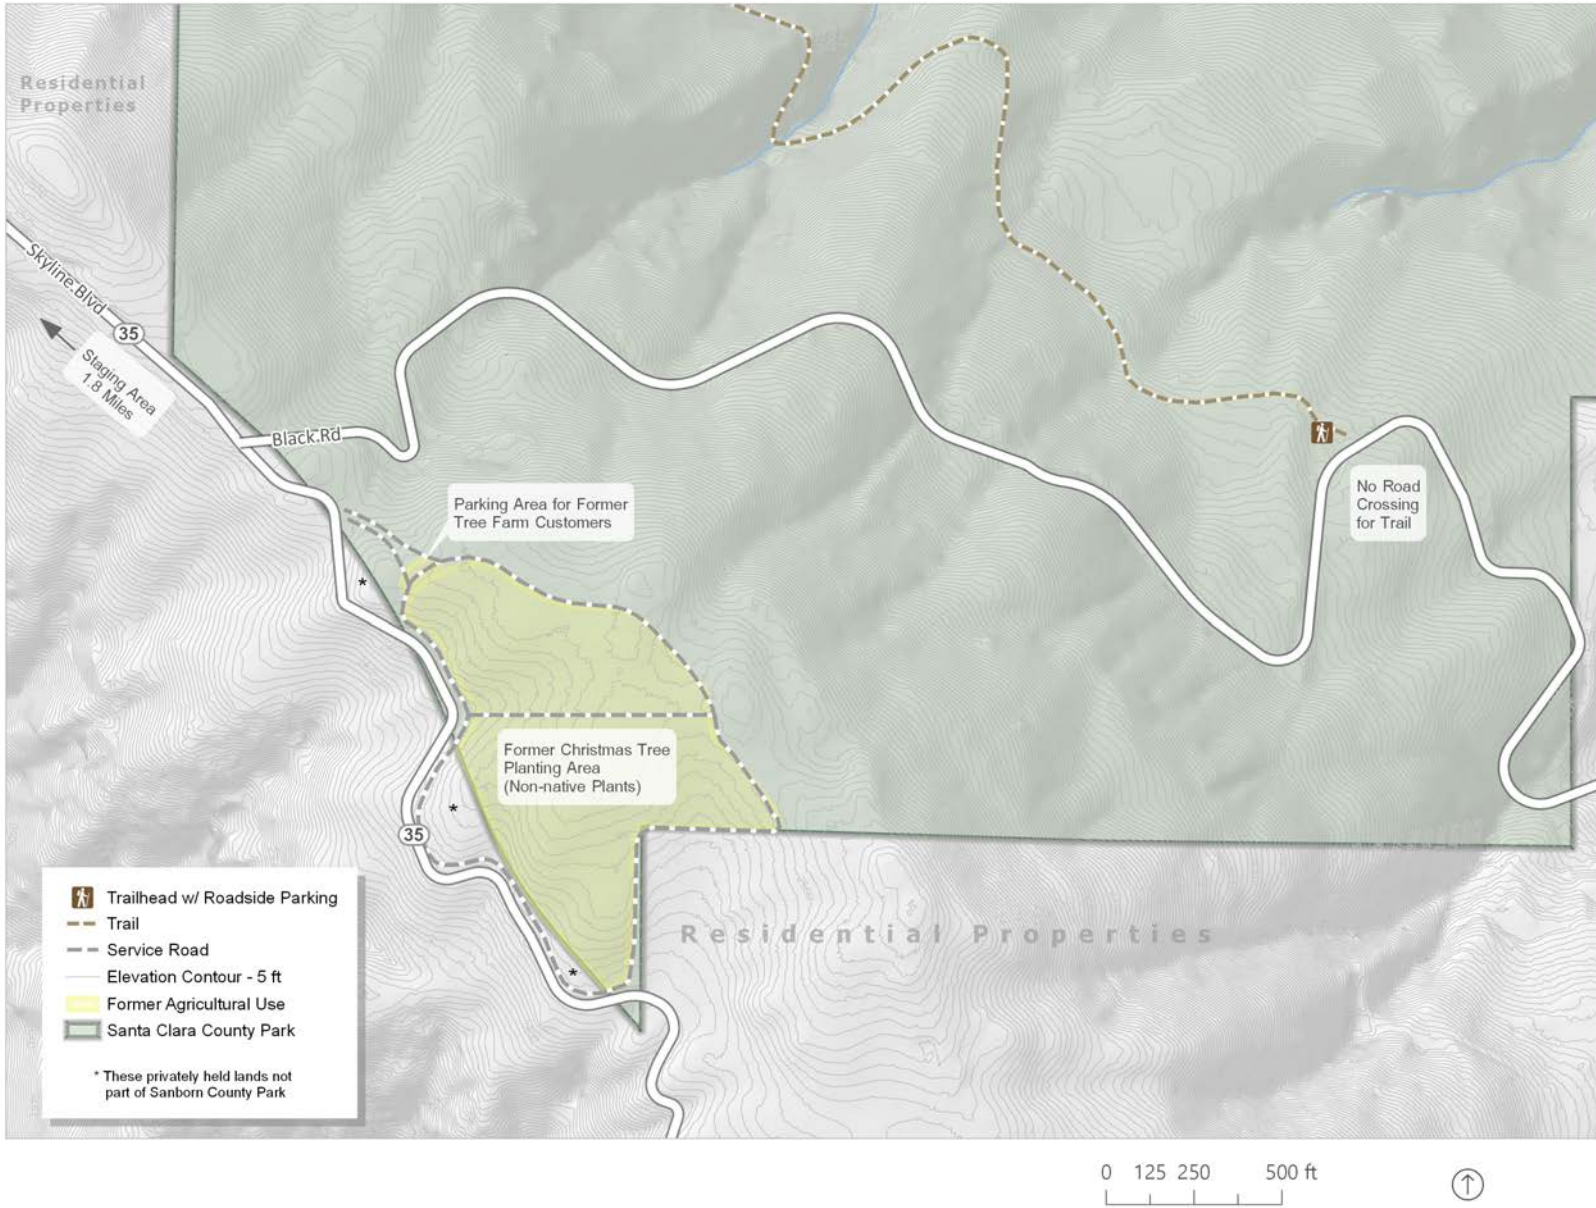 Residential
Properties
Skyline Blvd
35
Staging Area
1.8 Miles
Black Rd
Parking Area for Former
Tree Farm Customers
No Road
Crossing
for Trail
*
Former Christmas Tree
Planting Area
(Non-native Plants)
*
35
Residential Properties
*
Trailhead w/ Roadside Parking
Trail
Service Road
Elevation Contour - 5 ft
Former Agricultural Use
Santa Clara County Park
* These privately held lands not
part of Sanborn County Park
0 125 250 500 ft